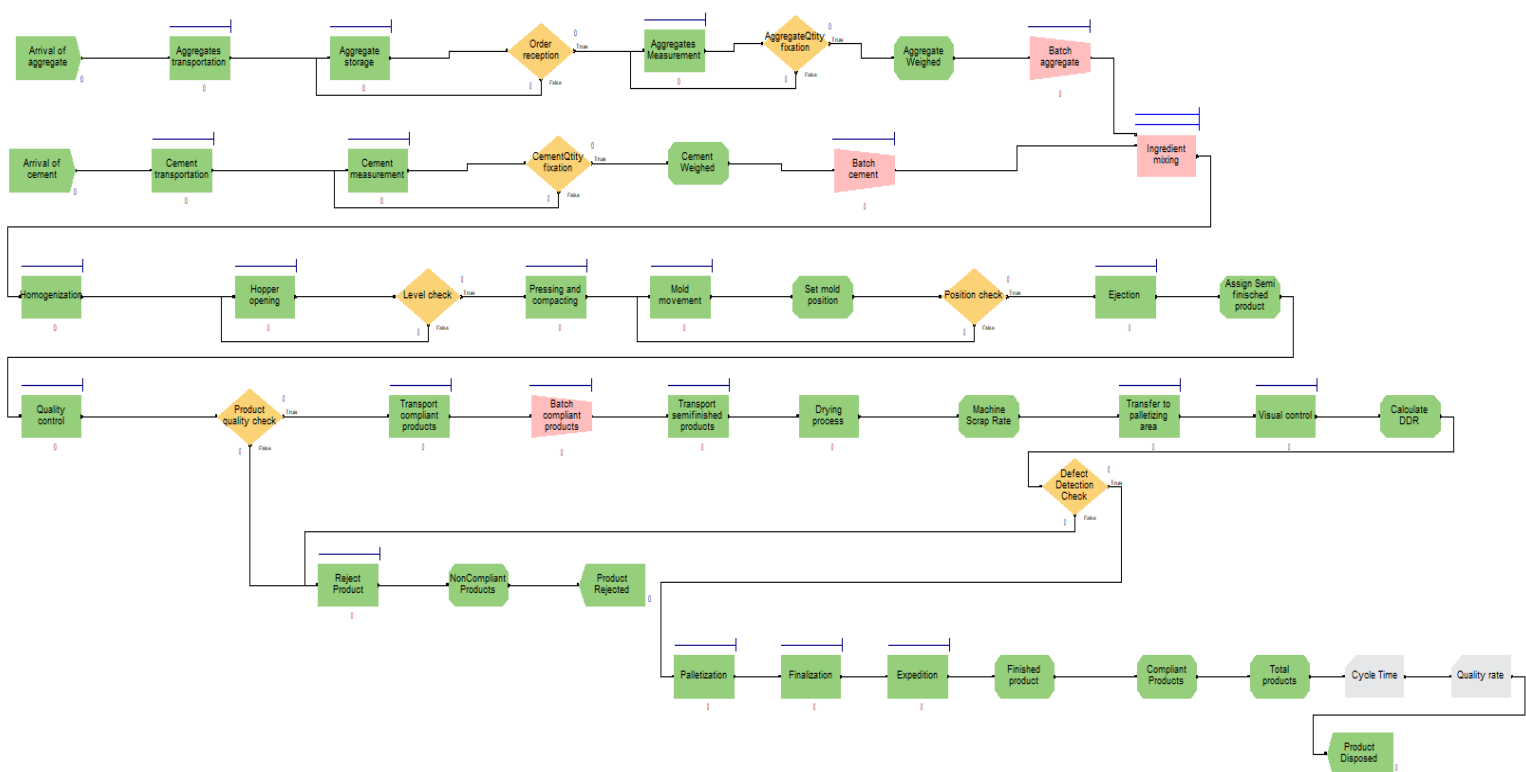 Arrival of
aggregate
Aggregates
transportation
Aggregate
storage
Order
reception
True
False
Aggregates
Measurement
AggregateQtity
fixation
True
False
Aggregate
Weighed
Batch
aggregate
Arrival of
cement
Cement
transportation
Cement
measurement
CementQtity
fixation
True
False
Cement
Weighed
Batch
cement
Ingredient
mixing
Homogenization
Hopper
opening
Level check
True
False
Pressing and
compacting
Mold
movement
Set mold
position
Position check
True
False
Ejection
Assign Semi
finisched
product
Quality
control
Product
quality check
True
False
Transport
compliant
products
Batch
compliant
products
Transport
semifinished
products
Drying
process
Machine
Scrap Rate
Transfer to
palletizing
area
Visual control
Calculate
DDR
Defect
Detection
Check
True
False
Reject
Product
NonCompliant
Products
Product
Rejected
Palletization
Finalization
Expedition
Finished
product
Compliant
Products
Total
products
Cycle Time
Quality rate
Product
Disposed